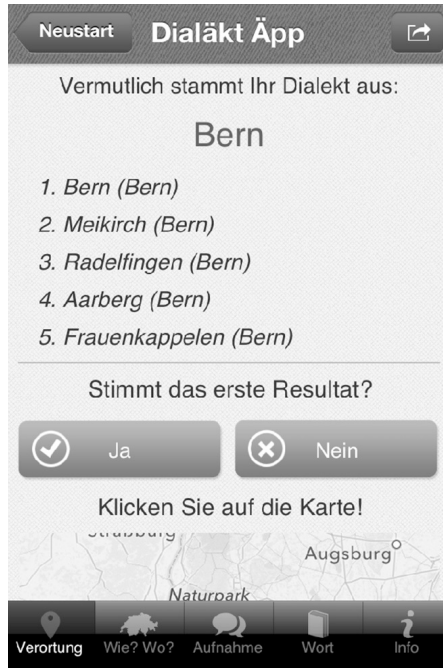 Neustart
Dialäkt Äpp
Vermutlich stammt Ihr Dialekt aus:
Bern
1. Bern (Bern)
2. Meikirch (Bern)
3. Radelfingen (Bern)
4. Aarberg (Bern)
5. Frauenkappelen (Bern)
Stimmt das erste Resultat?
Ja
Nein
Klicken Sie auf die Karte!
Straßburg
Augsburg
Naturpark
Verortung
Wie? Wo?
Aufnahme
Wort
Info